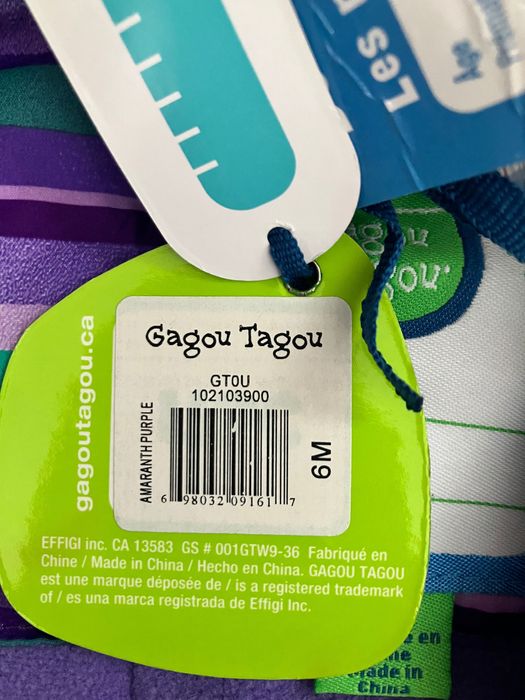 Les
Age
gagoutagou.ca
Gagou Tagou
GT0U
102103900
AMARANTH PURPLE
6M
6 98032 09161 7
EFFIGI inc. CA 13583 GS # 001GTW9-36 Fabriqué en
Chine / Made in China / Hecho en China. GAGOU TAGOU
est une marque déposée de / is a registered trademark
of / es una marca registrada de Effigi Inc.
en
Made in
China